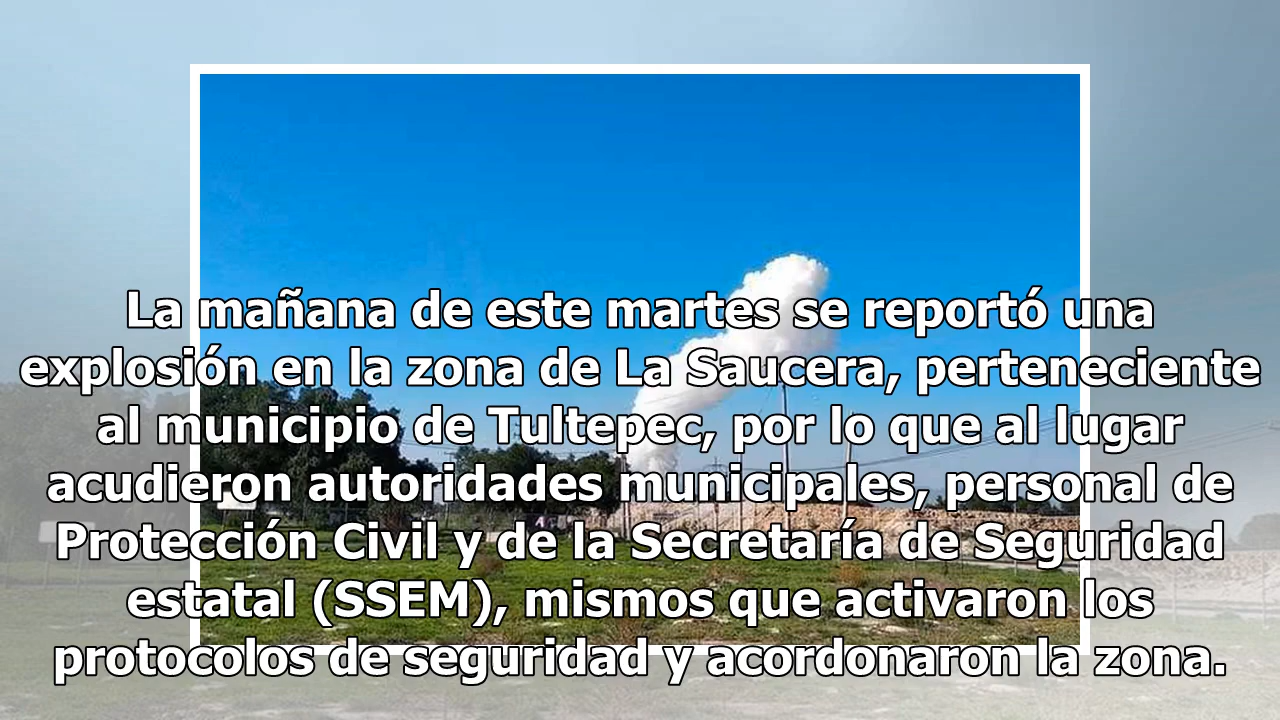 La mañana de este martes se reportó una
explosión en la zona de La Saucera, perteneciente
al municipio de Tultepec, por lo que al lugar
acudieron autoridades municipales, personal de
Protección Civil y de la Secretaría de Seguridad
estatal (SSEM), mismos que activaron los
protocolos de seguridad y acordonaron la zona.